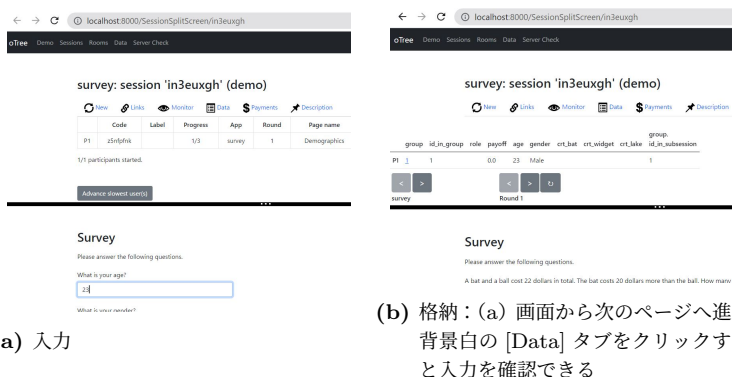 localhost:8000/SessionSplitScreen/in3euxgh
oTree Demo Sessions Rooms Data Server Check
survey: session 'in3euxgh' (demo)
New Links Monitor Data Payments Description
Code Label Progress App Round Page name
P1 z5nfpfnk 1/3 survey 1 Demographics
1/1 participants started.
Advance slowest user(s)
Survey
Please answer the following questions.
What is your age?
23
What is your gender?
a) 入力
localhost:8000/SessionSplitScreen/in3euxgh
oTree Demo Sessions Rooms Data Server Check
survey: session 'in3euxgh' (demo)
New Links Monitor Data Payments Description
group.
group id_in_group role payoff age gender crt_bat crt_widget crt_lake id_in_subsession
P1 1 1 0.0 23 Male 1
< > < > ↻
survey Round 1
Survey
Please answer the following questions.
A bat and a ball cost 22 dollars in total. The bat costs 20 dollars more than the ball. How many
(b) 格納：(a) 画面から次のページへ進
背景白の [Data] タブをクリックす
と入力を確認できる